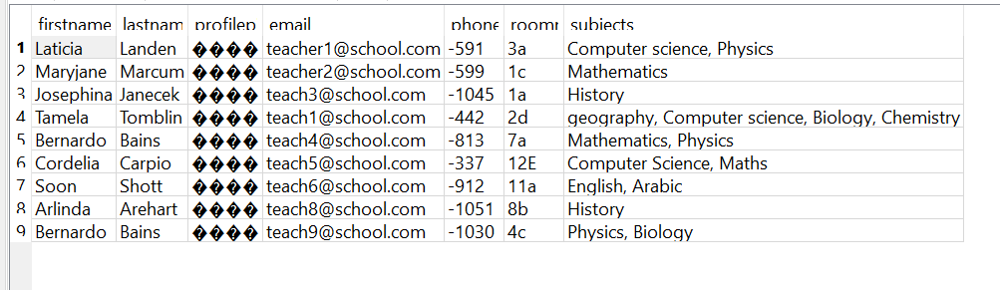 firstname lastnam profilep email phone roomr subjects
1 Laticia Landen ���� teacher1@school.com -591 3a Computer science, Physics
2 Maryjane Marcum ���� teacher2@school.com -599 1c Mathematics
3 Josephina Janecek ���� teach3@school.com -1045 1a History
4 Tamela Tomblin ���� teach1@school.com -442 2d geography, Computer science, Biology, Chemistry
5 Bernardo Bains ���� teach4@school.com -813 7a Mathematics, Physics
6 Cordelia Carpio ���� teach5@school.com -337 12E Computer Science, Maths
7 Soon Shott ���� teach6@school.com -912 11a English, Arabic
8 Arlinda Arehart ���� teach8@school.com -1051 8b History
9 Bernardo Bains ���� teach9@school.com -1030 4c Physics, Biology